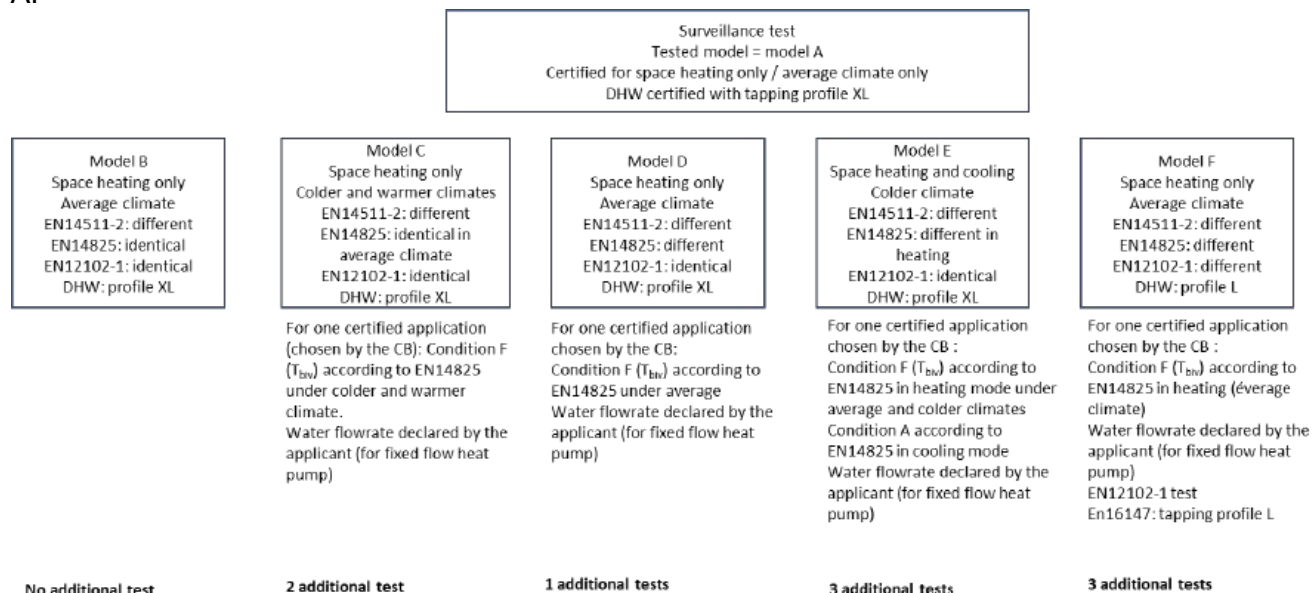 Surveillance test
Tested model = model A
Certified for space heating only / average climate only
DHW certified with tapping profile XL
Model B
Space heating only
Average climate
EN14511-2: different
EN14825: identical
EN12102-1: identical
DHW: profile XL
Model C
Space heating only
Colder and warmer climates
EN14511-2: different
EN14825: identical in
average climate
EN12102-1: identical
DHW: profile XL
Model D
Space heating only
Average climate
EN14511-2: different
EN14825: different
EN12102-1: identical
DHW: profile XL
Model E
Space heating and cooling
Colder climate
EN14511-2: different
EN14825: different in
heating
EN12102-1: identical
DHW: profile XL
Model F
Space heating only
Average climate
EN14511-2: different
EN14825: different
EN12102-1: different
DHW: profile L
For one certified application
(chosen by the CB): Condition F
(Tbiv) according to EN14825
under colder and warmer
climate.
Water flowrate declared by the
applicant (for fixed flow heat
pump)
For one certified application
chosen by the CB:
Condition F (Tbiv) according to
EN14825 under average
Water flowrate declared by the
applicant (for fixed flow heat
pump)
For one certified application
chosen by the CB :
Condition F (Tbiv) according to
EN14825 in heating mode under
average and colder climates
Condition A according to
EN14825 in cooling mode
Water flowrate declared by the
applicant (for fixed flow heat
pump)
For one certified application
chosen by the CB :
Condition F (Tbiv) according to
EN14825 in heating (éverage
climate)
Water flowrate declared by the
applicant (for fixed flow heat
pump)
EN12102-1 test
En16147: tapping profile L
No additional test
2 additional test
1 additional tests
3 additional tests
3 additional tests